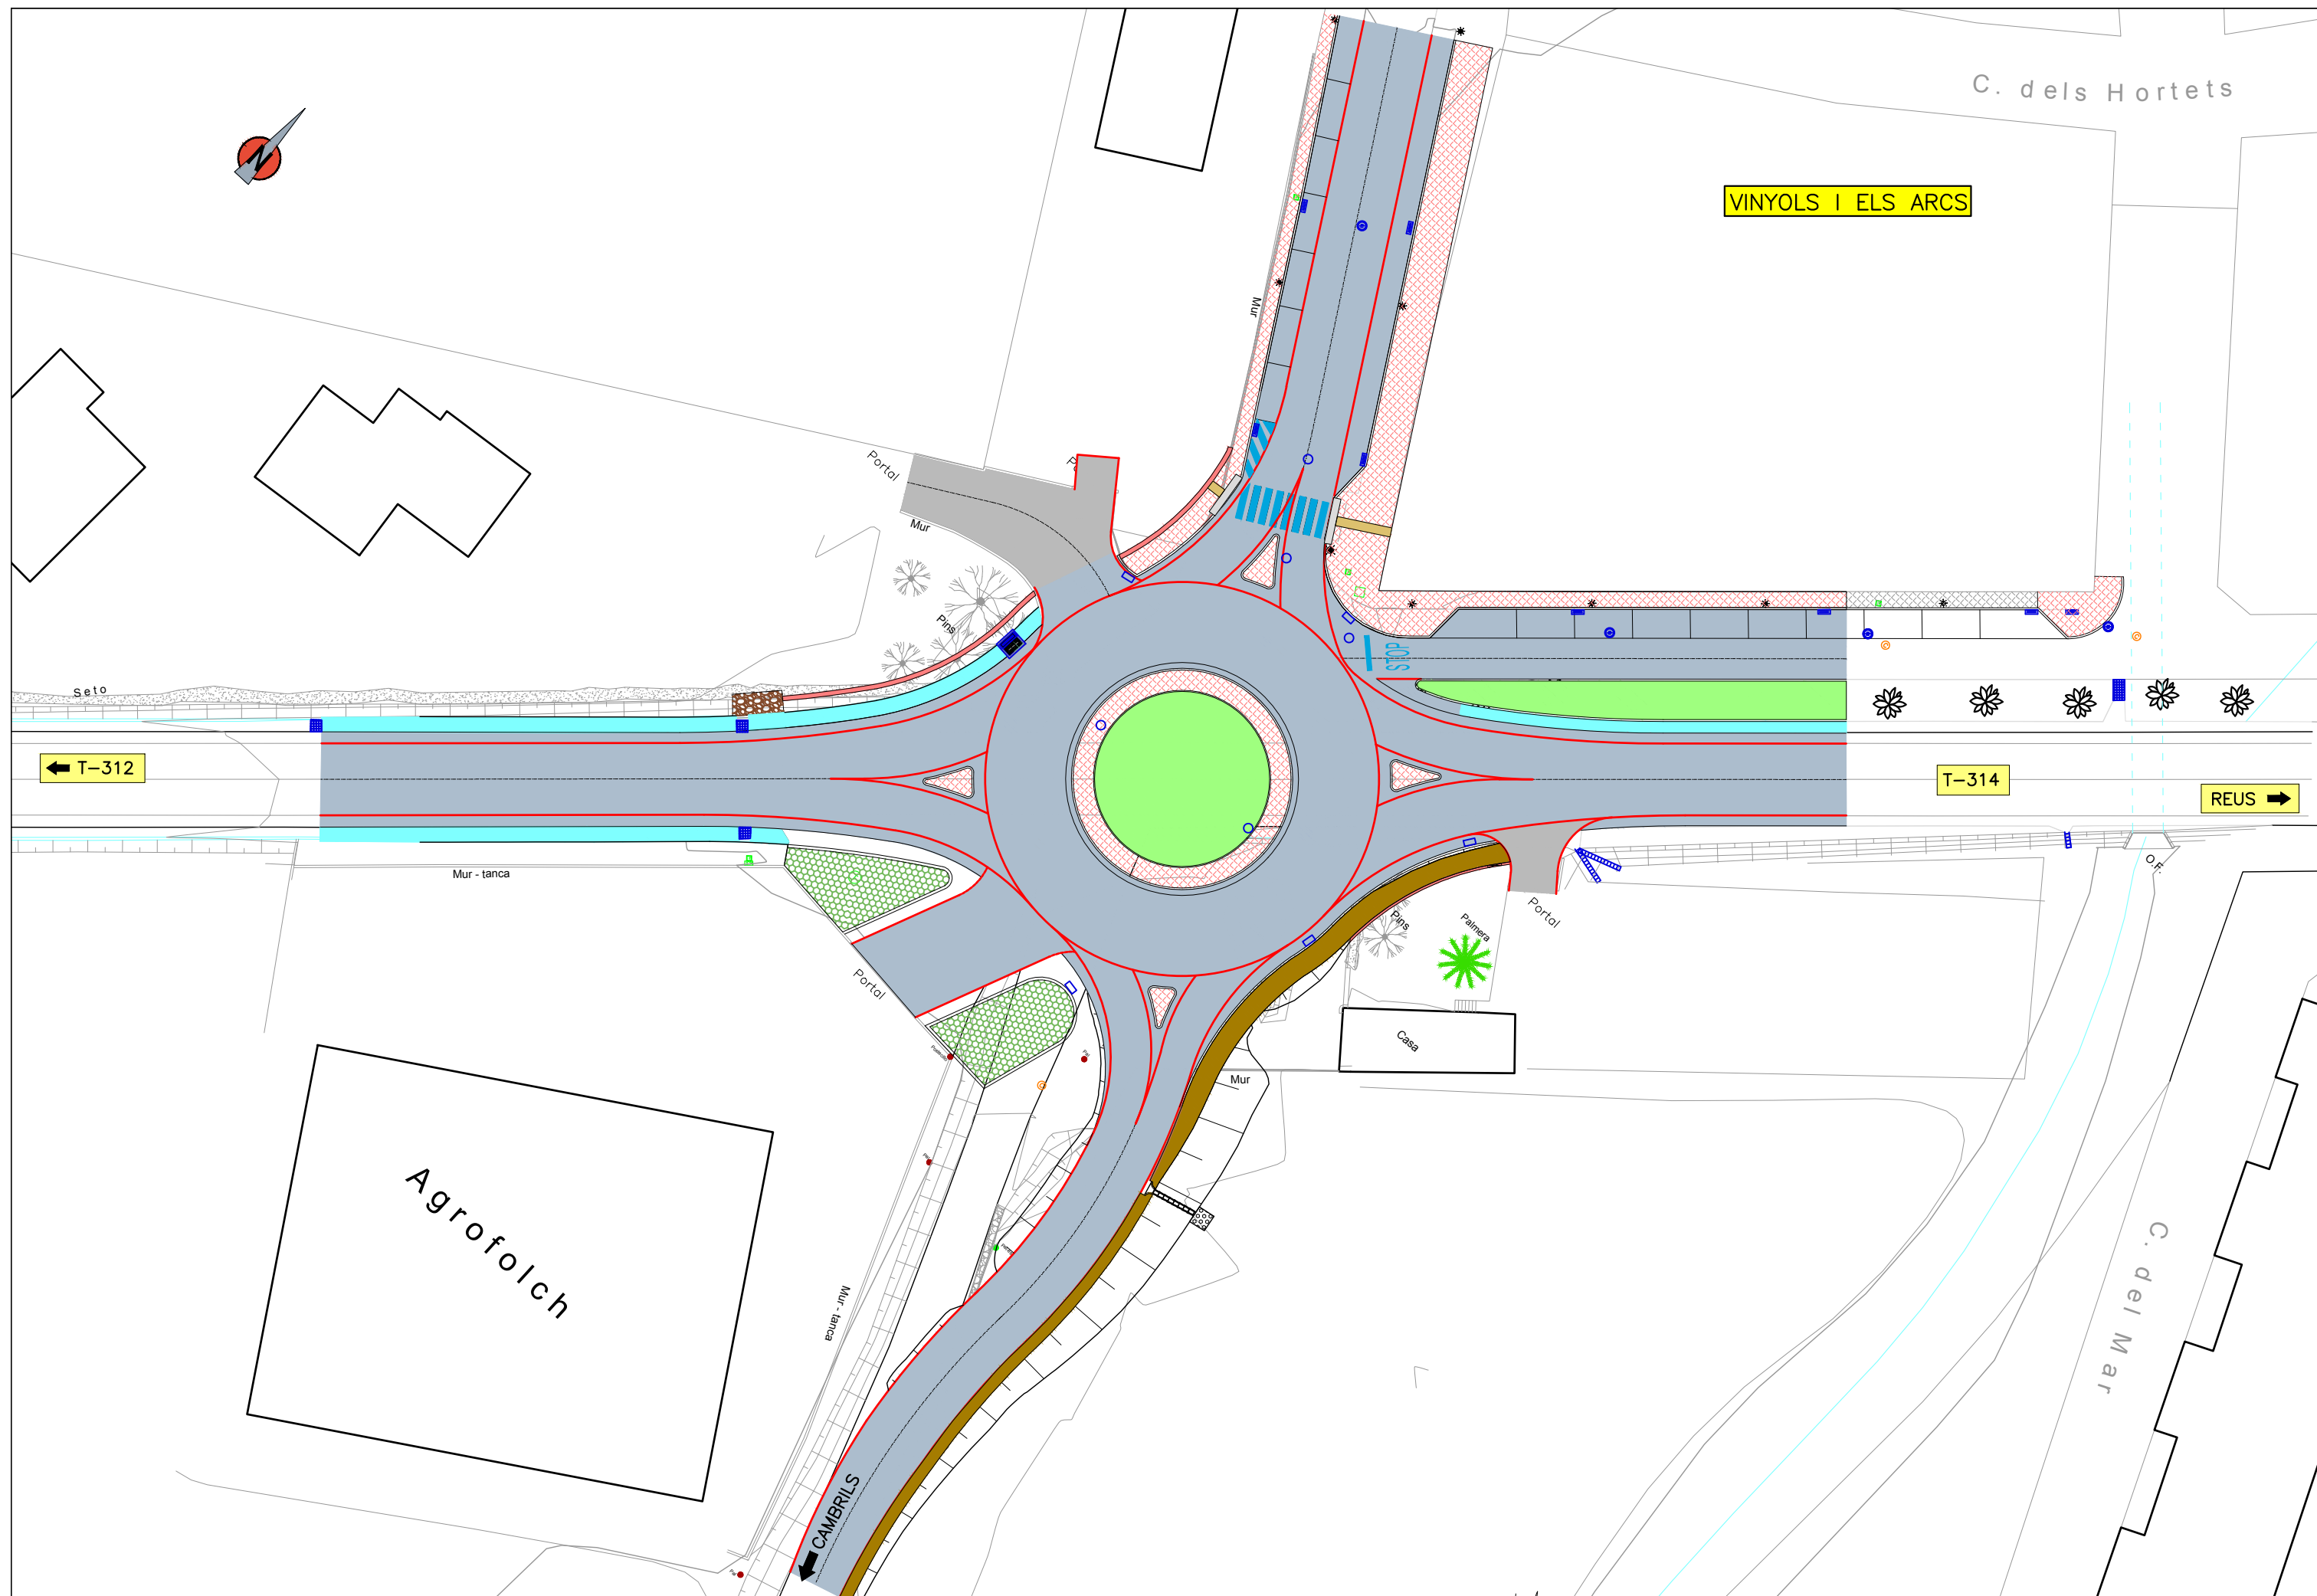 C. dels Hortets
N
VINYOLS I ELS ARCS
Mur
Portal
Mur
Pins
STOP
Seto
T-312
T-314
REUS
Mur - tanca
O.F.
Pins
Palmera
Portal
Portal
Casa
Mur
Agrofolch
Mur - tanca
C. del Mar
CAMBRILS